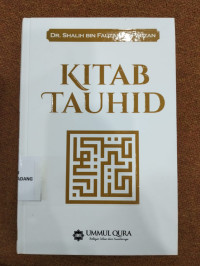 DR. SHALIH BIN FAUZAN AL-FAUZAN
KITAB
TAUHID
UMMUL QURA